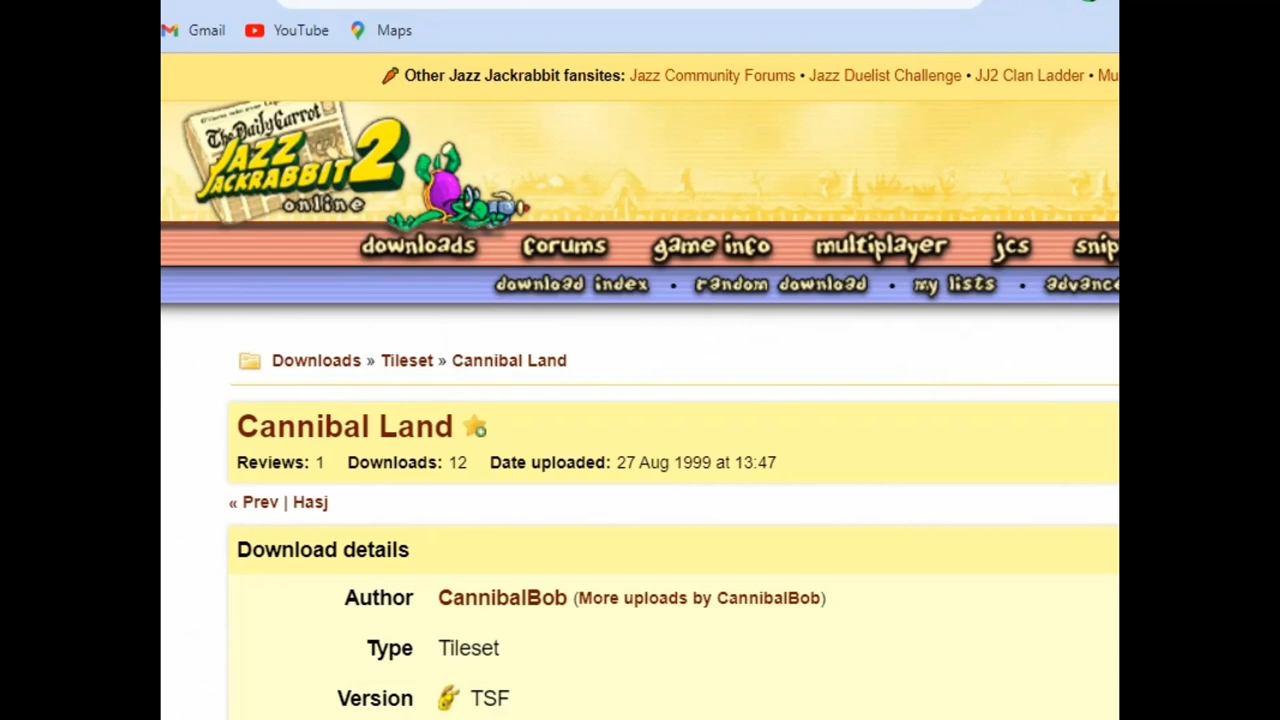 Gmail YouTube Maps
Other Jazz Jackrabbit fansites: Jazz Community Forums • Jazz Duelist Challenge • JJ2 Clan Ladder • Mu
The Daily Carrot
JAZZ
JACKRABBIT 2
online
downloads forums game info multiplayer jcs snip
download index • random download • my lists • advance
Downloads » Tileset » Cannibal Land
Cannibal Land
Reviews: 1 Downloads: 12 Date uploaded: 27 Aug 1999 at 13:47
« Prev | Hasj
Download details
Author CannibalBob (More uploads by CannibalBob)
Type Tileset
Version TSF